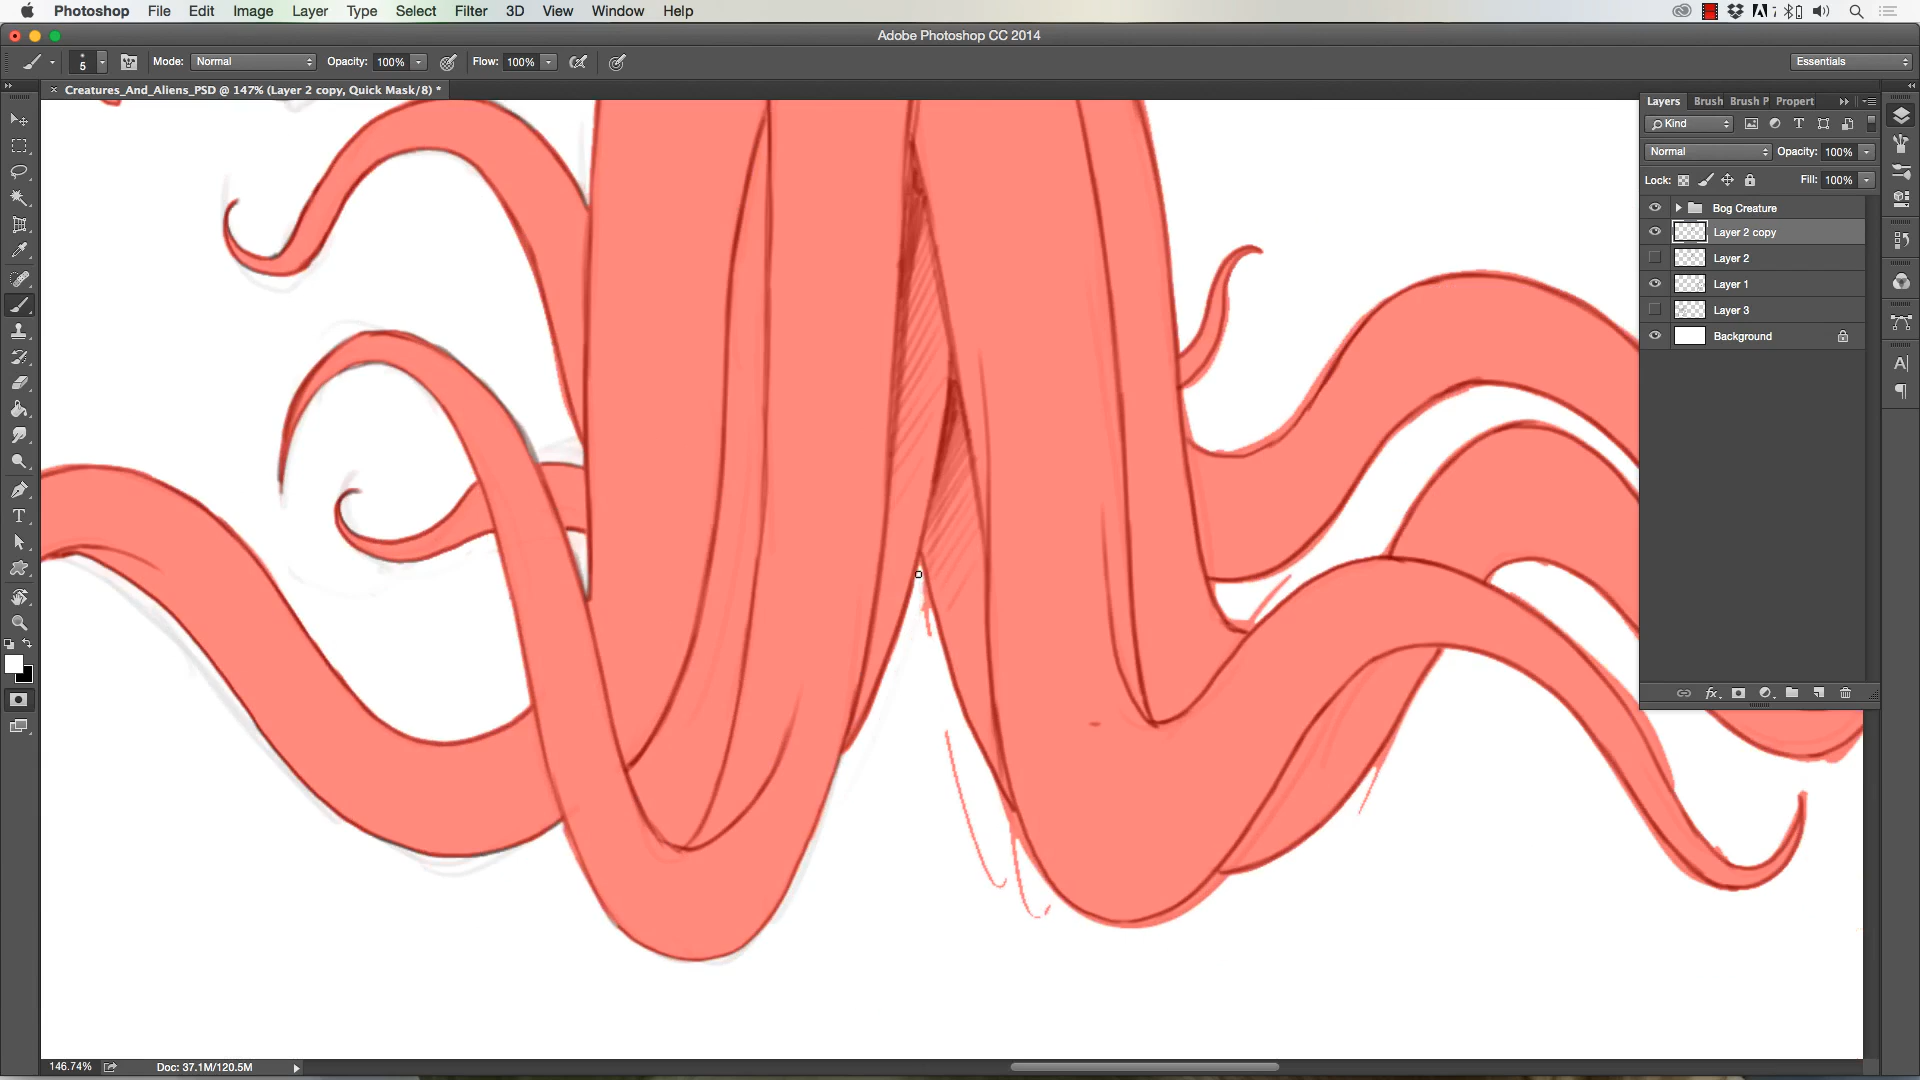 Photoshop File Edit Image Layer Type Select Filter 3D View Window Help
Adobe Photoshop CC 2014
5 Mode: Normal Opacity: 100% Flow: 100% Essentials
× Creatures_And_Aliens_PSD @ 147% (Layer 2 copy, Quick Mask/8) *
Layers Brush Brush P Propert
Kind
Normal Opacity: 100%
Lock: Fill: 100%
Bog Creature
Layer 2 copy
Layer 2
Layer 1
Layer 3
Background
146.74% Doc: 37.1M/120.5M